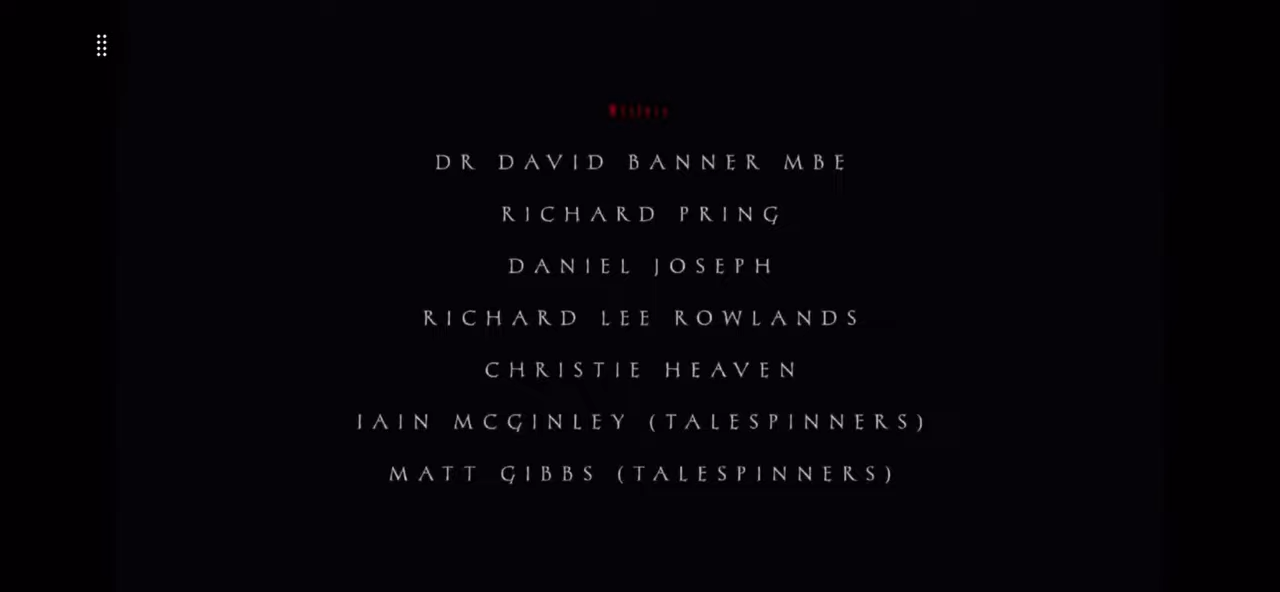 DR DAVID BANNER MBE
RICHARD PRING
DANIEL JOSEPH
RICHARD LEE ROWLANDS
CHRISTIE HEAVEN
IAIN MCGINLEY (TALESPINNERS)
MATT GIBBS (TALESPINNERS)